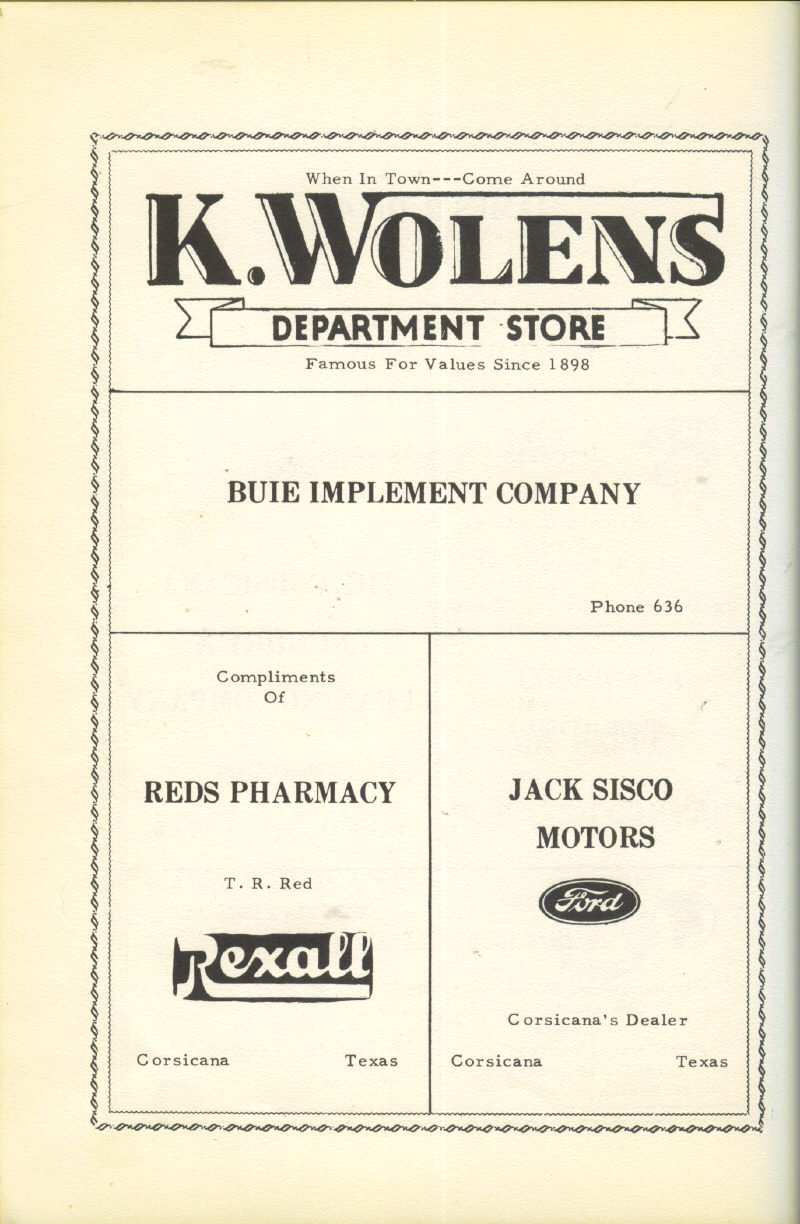 When In Town---Come Around
K. WOLENS
DEPARTMENT STORE
Famous For Values Since 1898
BUIE IMPLEMENT COMPANY
Phone 636
Compliments
Of
REDS PHARMACY
T. R. Red
Rexall
Corsicana Texas
JACK SISCO
MOTORS
Ford
Corsicana's Dealer
Corsicana Texas